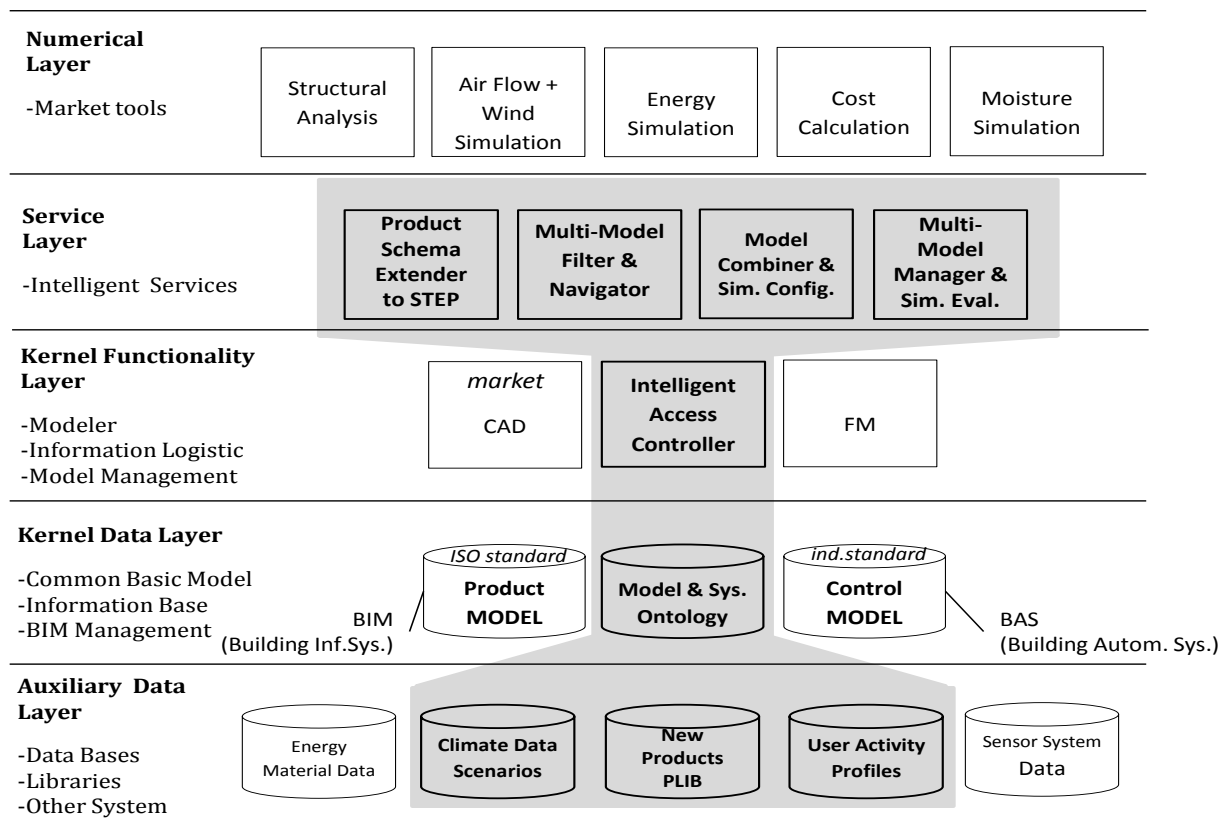 Numerical
Layer
-Market tools
Structural
Analysis
Air Flow +
Wind
Simulation
Energy
Simulation
Cost
Calculation
Moisture
Simulation
Service
Layer
-Intelligent Services
Product
Schema
Extender
to STEP
Multi-Model
Filter &
Navigator
Model
Combiner &
Sim. Config.
Multi-
Model
Manager &
Sim. Eval.
Kernel Functionality
Layer
-Modeler
-Information Logistic
-Model Management
market
CAD
Intelligent
Access
Controller
FM
Kernel Data Layer
-Common Basic Model
-Information Base
-BIM Management
BIM
(Building Inf.Sys.)
ISO standard
Product
MODEL
Model & Sys.
Ontology
ind.standard
Control
MODEL
BAS
(Building Autom. Sys.)
Auxiliary Data
Layer
-Data Bases
-Libraries
-Other System
Energy
Material Data
Climate Data
Scenarios
New
Products
PLIB
User Activity
Profiles
Sensor System
Data